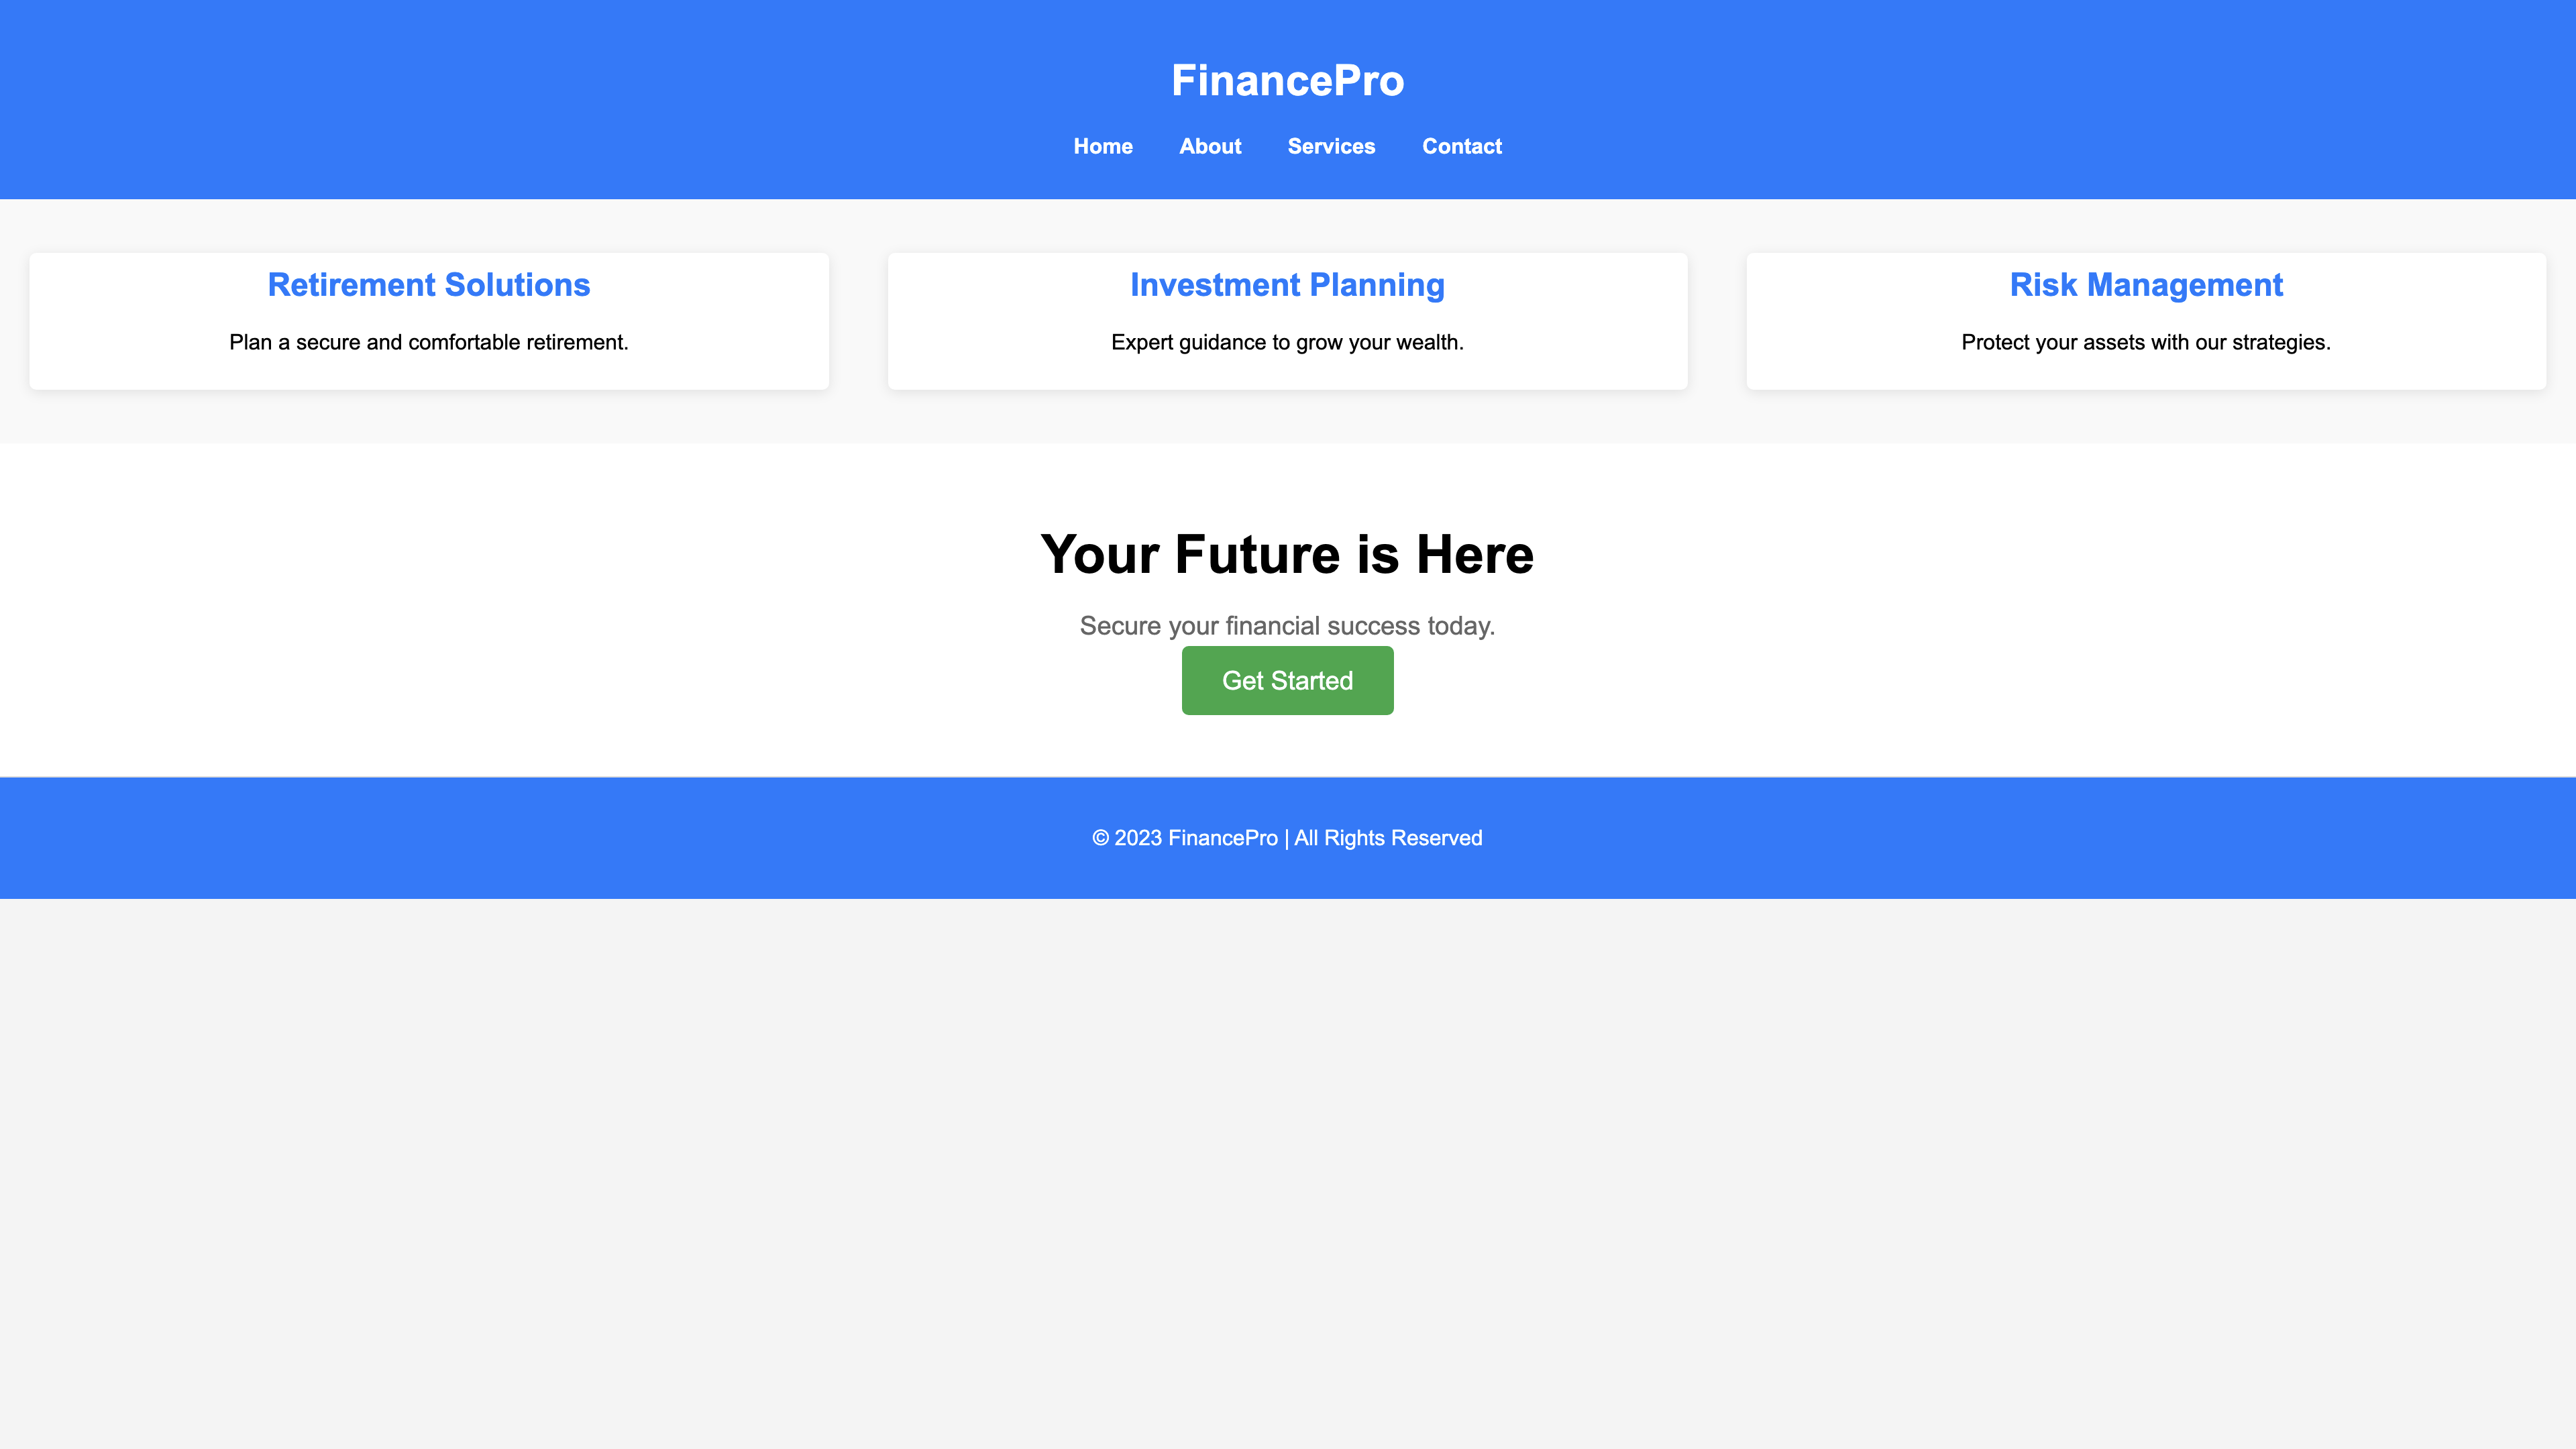 FinancePro
Home About Services Contact
Retirement Solutions
Plan a secure and comfortable retirement.
Investment Planning
Expert guidance to grow your wealth.
Risk Management
Protect your assets with our strategies.
Your Future is Here
Secure your financial success today.
Get Started
© 2023 FinancePro | All Rights Reserved